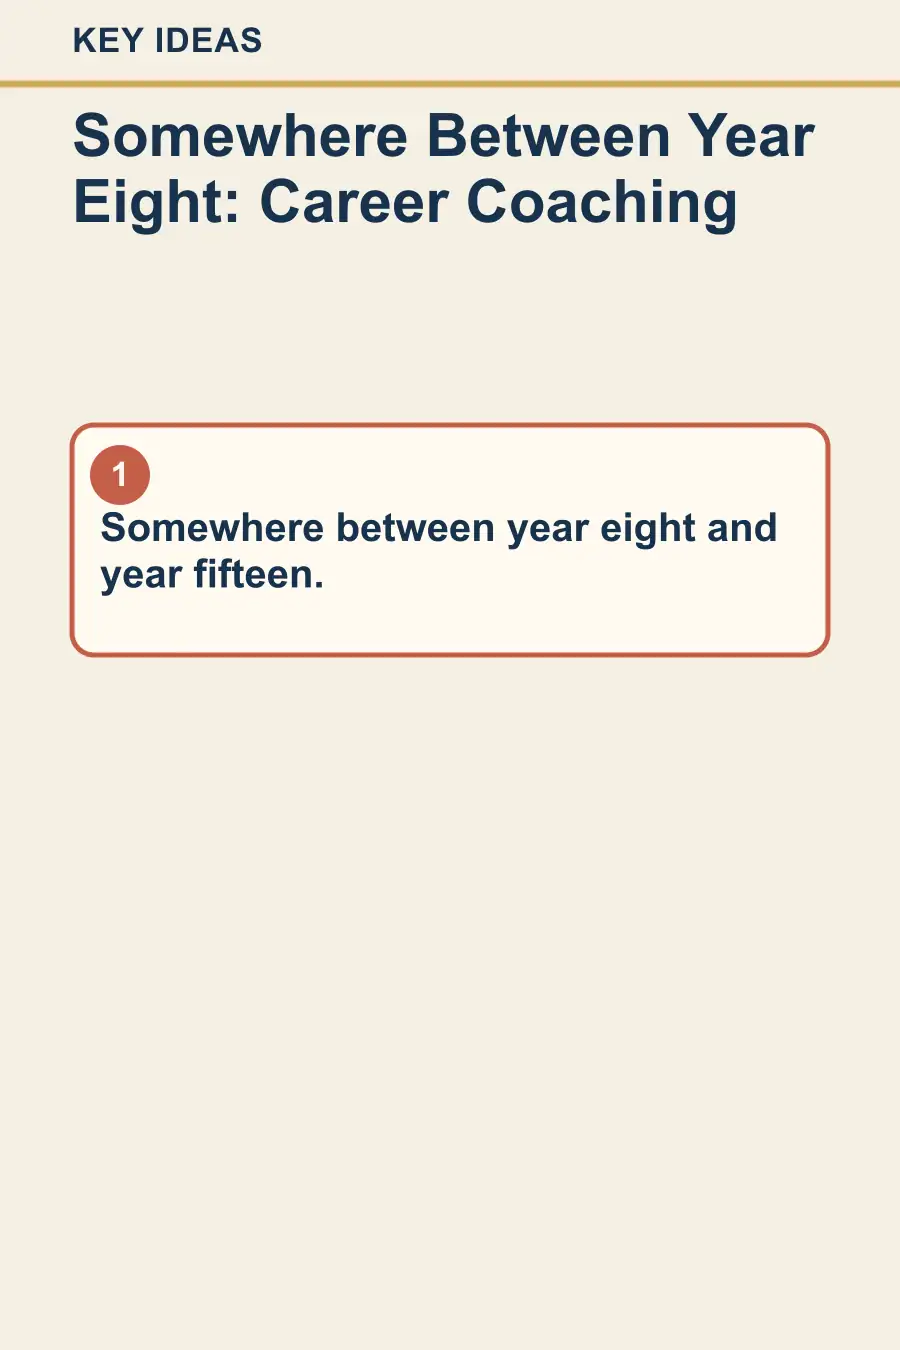 KEY IDEAS
Somewhere Between Year
Eight: Career Coaching
1
Somewhere between year eight and
year fifteen.